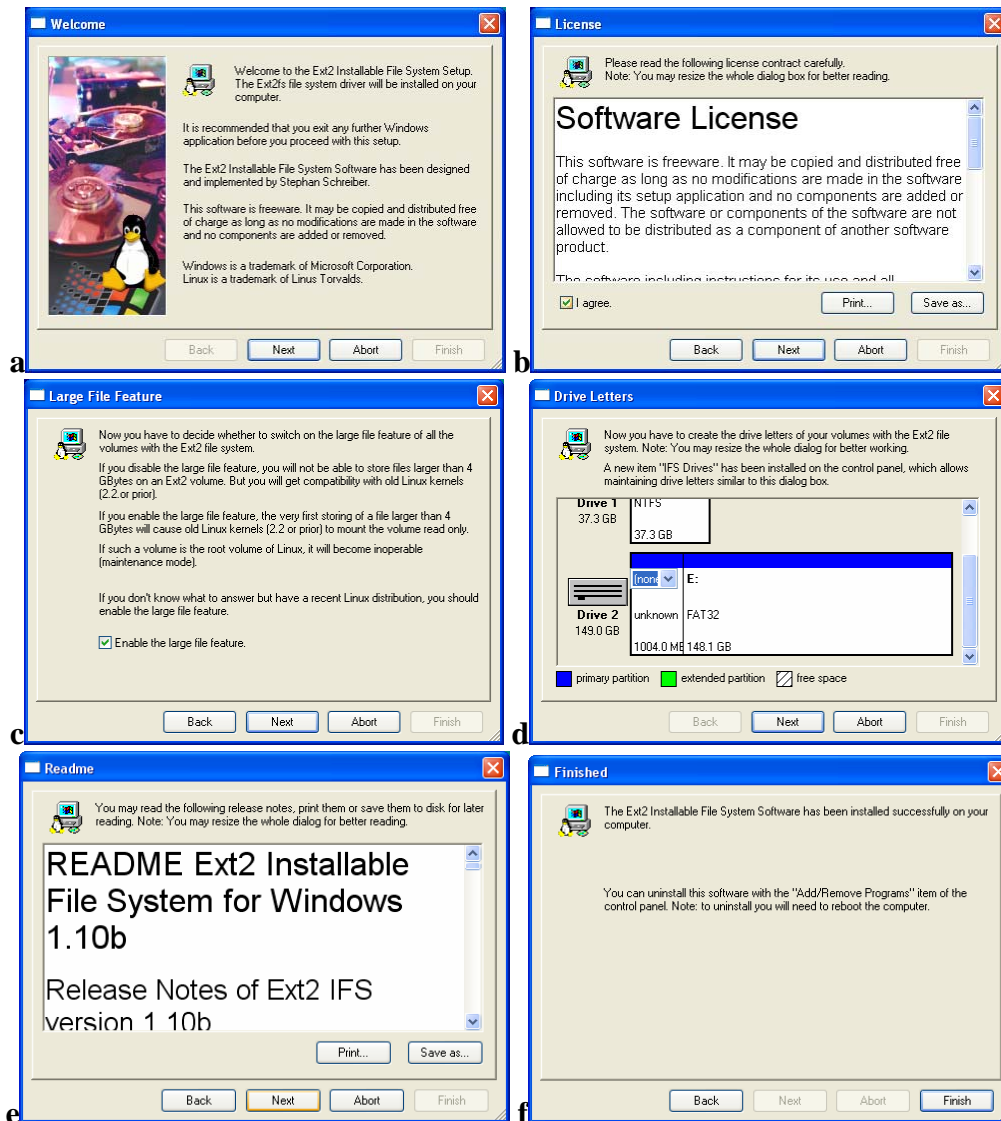 Welcome
Welcome to the Ext2 Installable File System Setup.
The Ext2fs file system driver will be installed on your
computer.
It is recommended that you exit any further Windows
application before you proceed with this setup.
The Ext2 Installable File System Software has been designed
and implemented by Stephan Schreiber.
This software is freeware. It may be copied and distributed free
of charge as long as no modifications are made in the software
and no components are added or removed.
Windows is a trademark of Microsoft Corporation.
Linux is a trademark of Linus Torvalds.
Back Next Abort Finish
a
License
Please read the following license contract carefully.
Note: You may resize the whole dialog box for better reading.
Software License
This software is freeware. It may be copied and distributed free
of charge as long as no modifications are made in the software
including its setup application and no components are added or
removed. The software or components of the software are not
allowed to be distributed as a component of another software
product.
The software including instructions for its use and all
I agree. Print... Save as...
Back Next Abort Finish
b
Large File Feature
Now you have to decide whether to switch on the large file feature of all the
volumes with the Ext2 file system.
If you disable the large file feature, you will not be able to store files larger than 4
GBytes on an Ext2 volume. But you will get compatibility with old Linux kernels
(2.2.or prior).
If you enable the large file feature, the very first storing of a file larger than 4
GBytes will cause old Linux kernels (2.2 or prior) to mount the volume read only.
If such a volume is the root volume of Linux, it will become inoperable
(maintenance mode).
If you don't know what to answer but have a recent Linux distribution, you should
enable the large file feature.
Enable the large file feature.
Back Next Abort Finish
c
Drive Letters
Now you have to create the drive letters of your volumes with the Ext2 file
system. Note: You may resize the whole dialog for better working.
A new item "IFS Drives" has been installed on the control panel, which allows
maintaining drive letters similar to this dialog box.
Drive 1 NTFS
37.3 GB
37.3 GB
(none E:
Drive 2 unknown FAT32
149.0 GB
1004.0 MB 148.1 GB
primary partition extended partition free space
Back Next Abort Finish
d
Readme
You may read the following release notes, print them or save them to disk for later
reading. Note: You may resize the whole dialog for better reading.
README Ext2 Installable
File System for Windows
1.10b
Release Notes of Ext2 IFS
version 1.10b
Print... Save as...
Back Next Abort Finish
e
Finished
The Ext2 Installable File System Software has been installed successfully on your
computer.
You can uninstall this software with the "Add/Remove Programs" item of the
control panel. Note: to uninstall you will need to reboot the computer.
Back Next Abort Finish
f